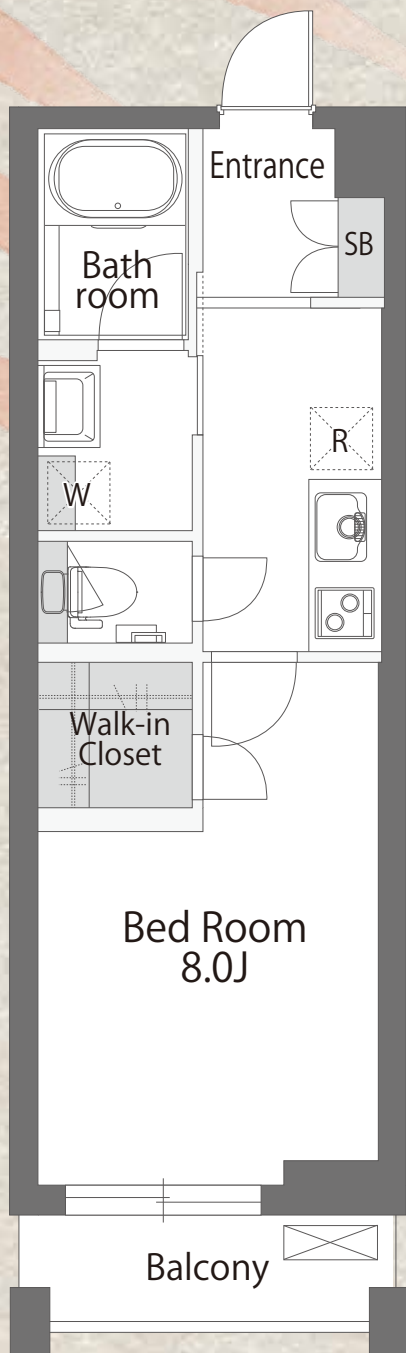 Entrance
SB
Bath
room
R
W
Walk-in
Closet
Bed Room
8.0J
Balcony